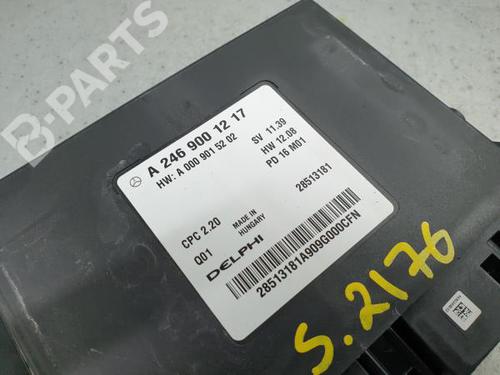 B-PARTS
A 246 900 12 17
HW: A 000 901 52 02
SV 11.39
HW 12.08
PD 16 M01
CPC 2.20
MADE IN
HUNGARY
28513181
Q01
DELPHI
28513181A909G000CFN
S.2176